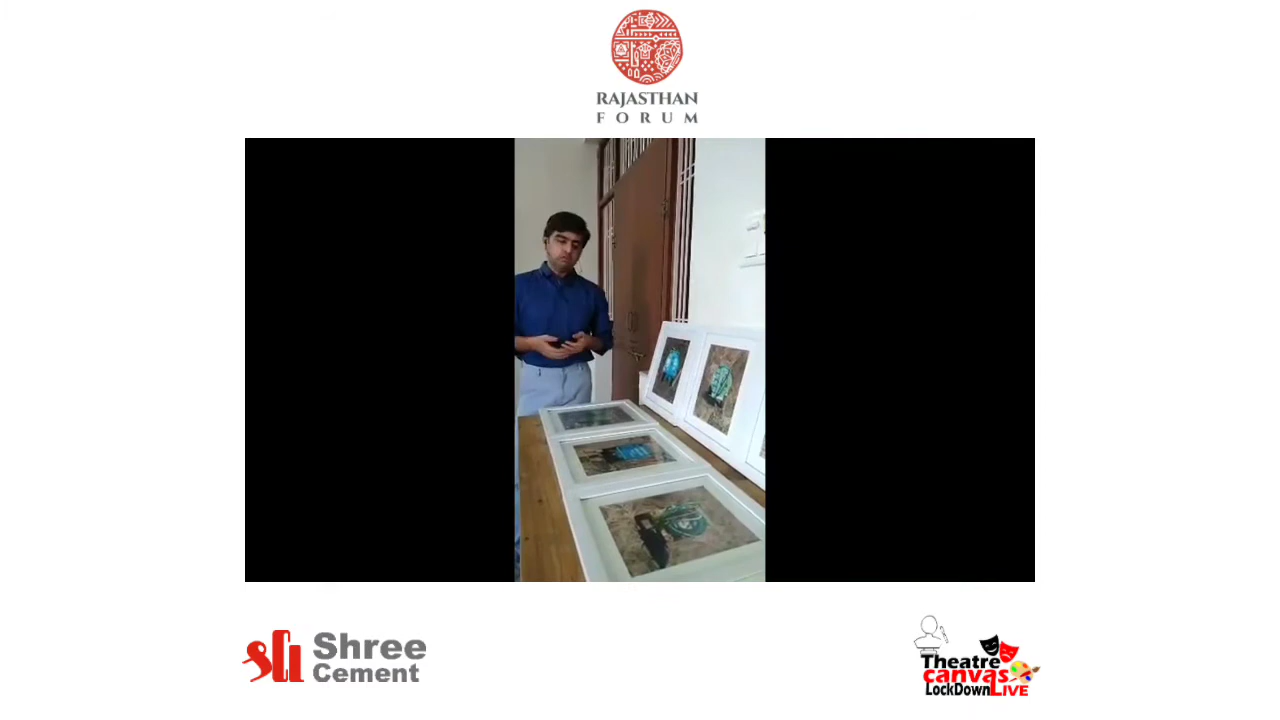 RAJASTHAN
FORUM
Shree
Cement
Theatre
canvas
LockDown LIVE